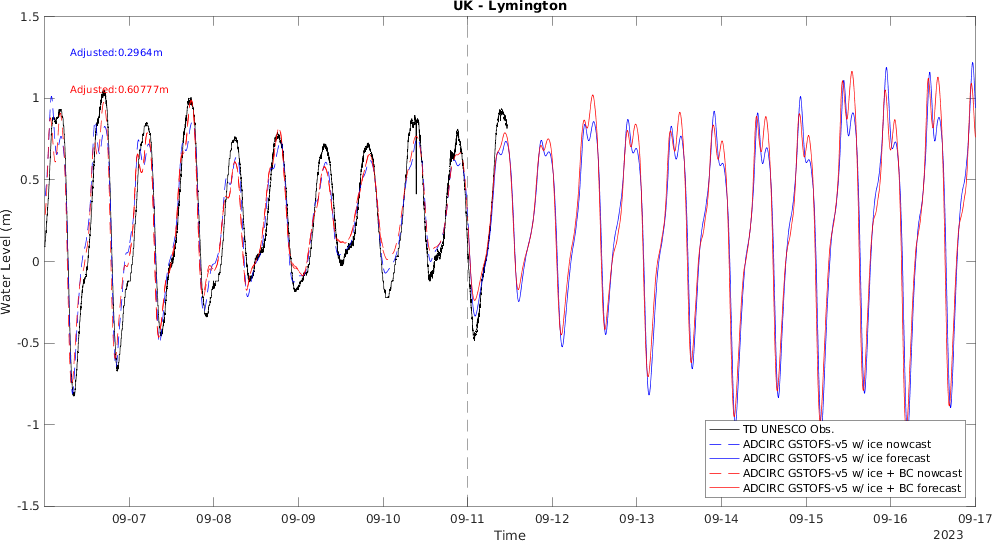 UK - Lymington
1.5
1
0.5
0
-0.5
-1
-1.5
Water Level (m)
Adjusted:0.2964m
Adjusted:0.60777m
TD UNESCO Obs.
ADCIRC GSTOFS-v5 w/ ice nowcast
ADCIRC GSTOFS-v5 w/ ice forecast
ADCIRC GSTOFS-v5 w/ ice + BC nowcast
ADCIRC GSTOFS-v5 w/ ice + BC forecast
09-07 09-08 09-09 09-10 09-11 09-12 09-13 09-14 09-15 09-16 09-17
Time
2023